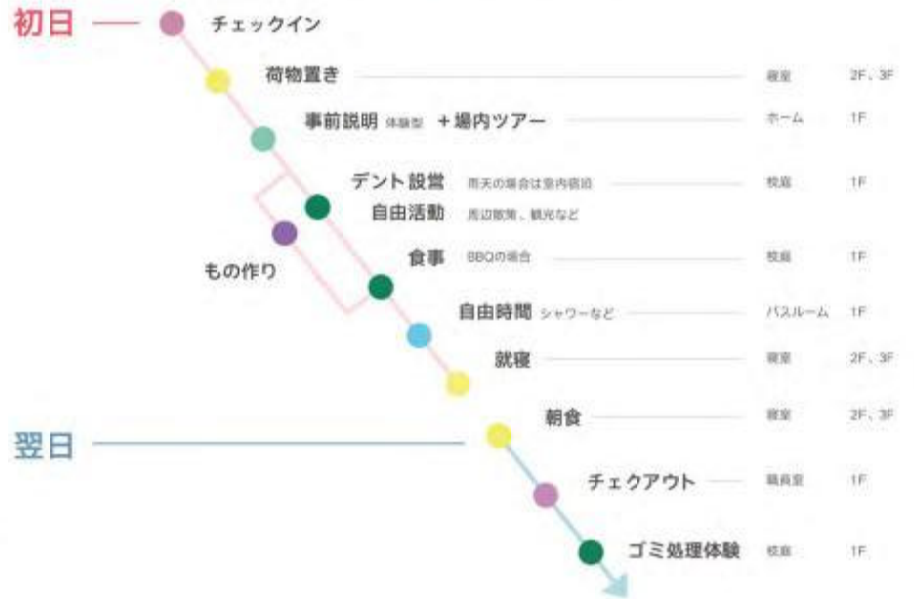 初日
チェックイン
荷物置き 寝室 2F、3F
事前説明 体験型 +場内ツアー ホーム 1F
デント設営 雨天の場合は室内宿泊 校庭 1F
自由活動 周辺散策、観光など
もの作り
食事 BBQの場合 校庭 1F
自由時間 シャワーなど バスルーム 1F
就寝 寝室 2F、3F
朝食 寝室 2F、3F
翌日
チェクアウト 職員室 1F
ゴミ処理体験 校庭 1F